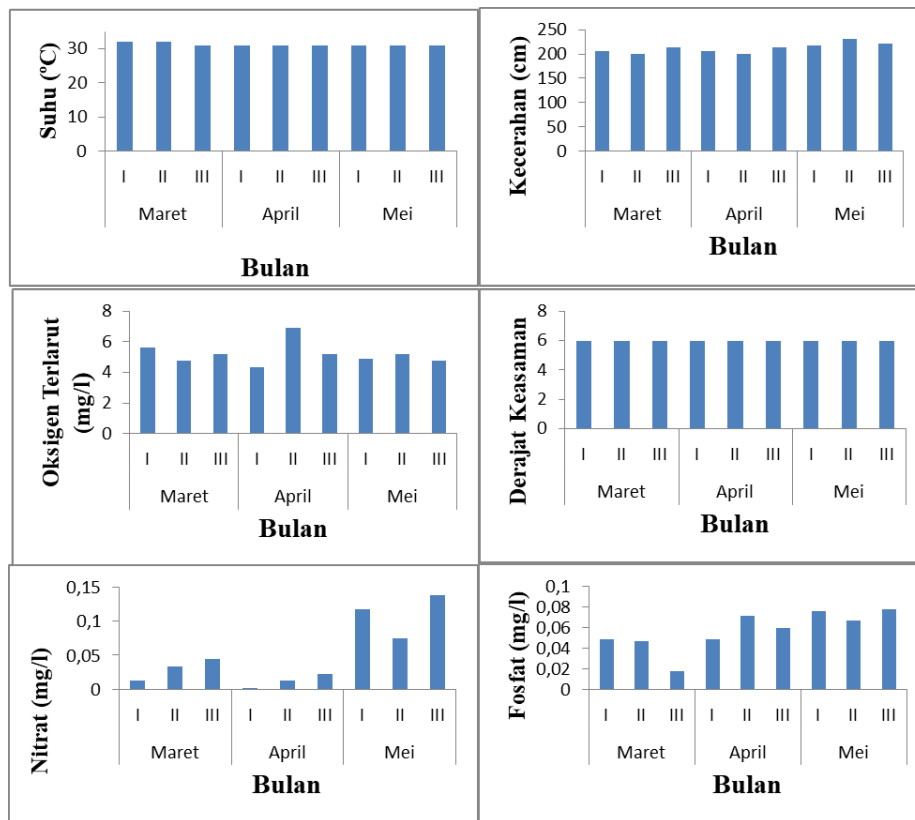 Suhu (°C)
30
20
10
0
I II III I II III I II III
Maret April Mei
Bulan
Kecerahan (cm)
250
200
150
100
50
0
I II III I II III I II III
Maret April Mei
Bulan
Oksigen Terlarut
(mg/l)
8
6
4
2
0
I II III I II III I II III
Maret April Mei
Bulan
Derajat Keasaman
8
6
4
2
0
I II III I II III I II III
Maret April Mei
Bulan
Nitrat (mg/l)
0,15
0,1
0,05
0
I II III I II III I II III
Maret April Mei
Bulan
Fosfat (mg/l)
0,1
0,08
0,06
0,04
0,02
0
I II III I II III I II III
Maret April Mei
Bulan